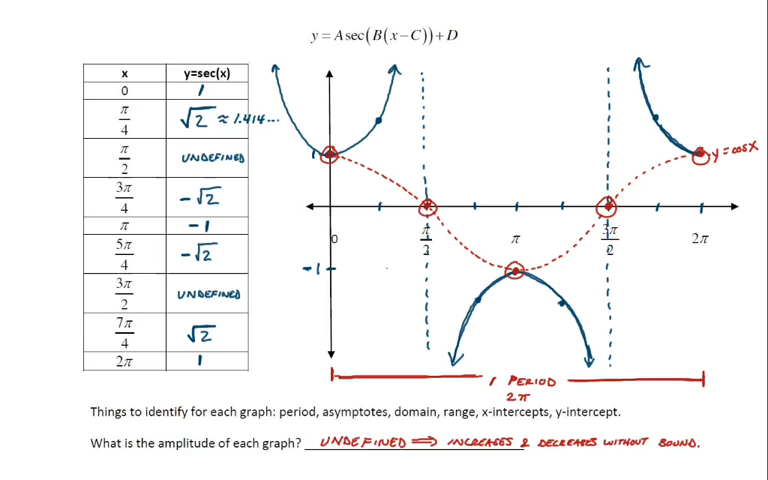 y = A sec(B(x−C))+D
x y=sec(x)
0 1
π/4 √2 ≈ 1.414...
π/2 UNDEFINED
3π/4 −√2
π −1
5π/4 −√2
3π/2 UNDEFINED
7π/4 √2
2π 1
1 y=cosx
0 π/2 π 3π/2 2π
−1
1 PERIOD
2π
Things to identify for each graph: period, asymptotes, domain, range, x-intercepts, y-intercept.
What is the amplitude of each graph? UNDEFINED ⟹ INCREASES & DECREASES WITHOUT BOUND.